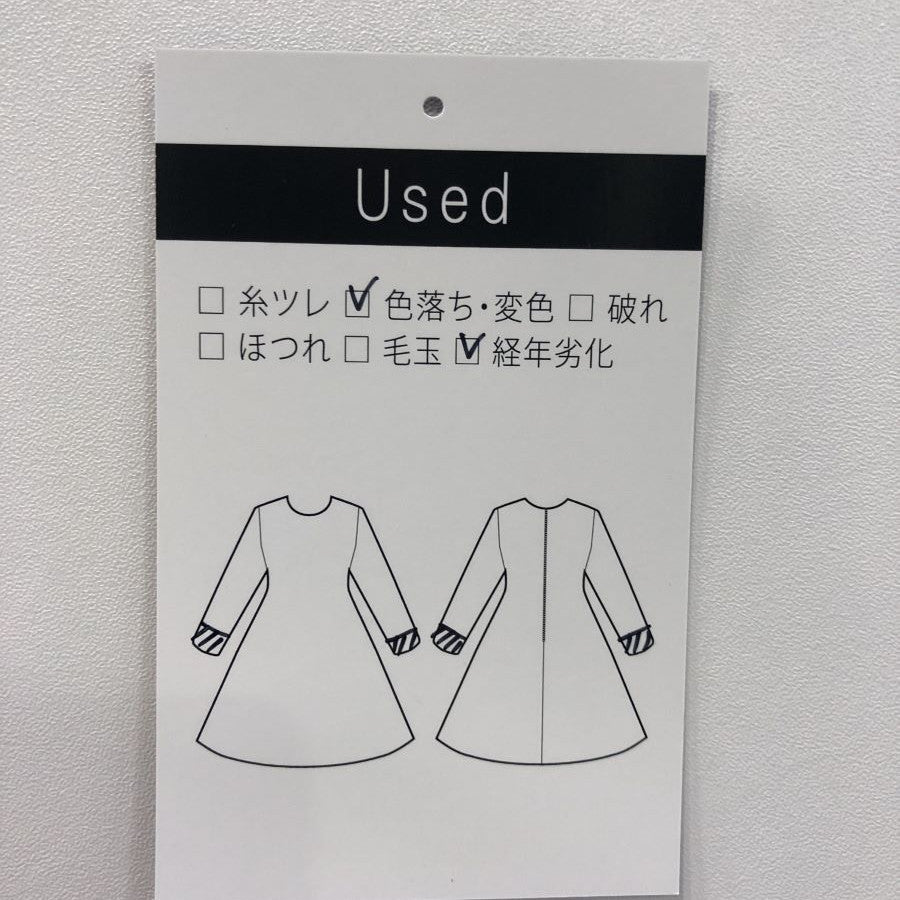 Used
□ 糸ツレ ☑ 色落ち・変色 □ 破れ
□ ほつれ □ 毛玉 ☑ 経年劣化